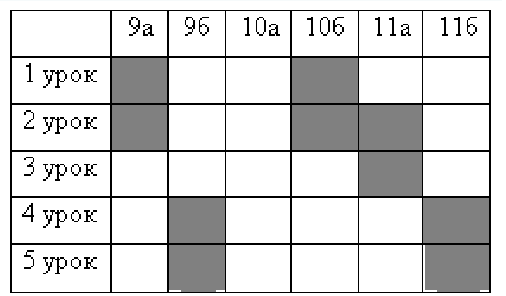 9а 9б 10а 10б 11а 11б
1 урок
2 урок
3 урок
4 урок
5 урок